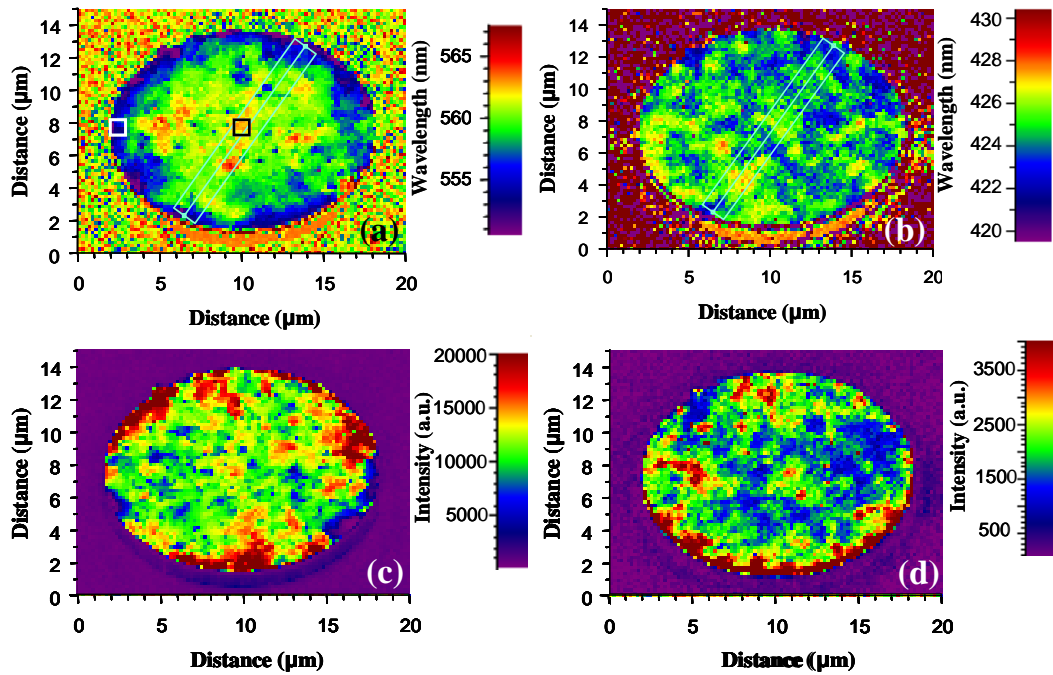 14
12
10
8
6
4
2
0
0 5 10 15 20
Distance (µm)
Distance (µm)
(a)
565
560
555
Wavelength (nm)
14
12
10
8
6
4
2
0
0 5 10 15 20
Distance (µm)
Distance (µm)
(b)
430
428
426
424
422
420
Wavelength (nm)
14
12
10
8
6
4
2
0
0 5 10 15 20
Distance (µm)
Distance (µm)
(c)
20000
15000
10000
5000
Intensity (a.u.)
14
12
10
8
6
4
2
0
0 5 10 15 20
Distance (µm)
Distance (µm)
(d)
3500
2500
1500
500
Intensity (a.u.)